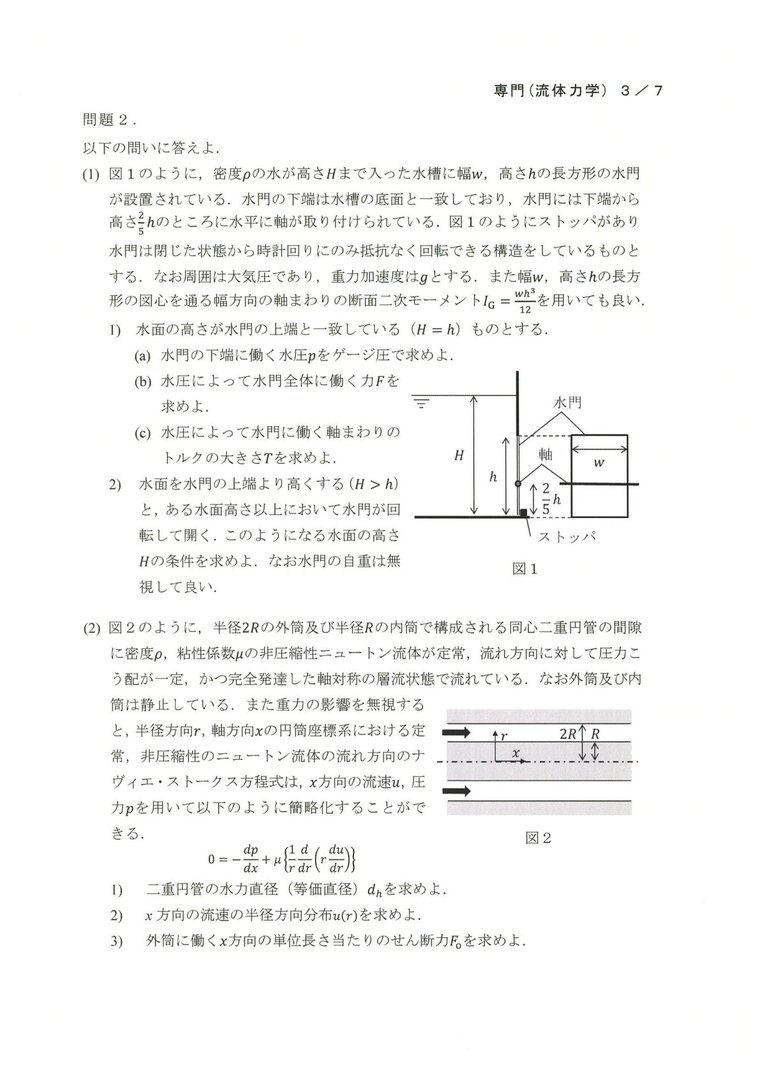 専門(流体力学) 3/7
問題2.
以下の問いに答えよ.
(1) 図1のように，密度ρの水が高さHまで入った水槽に幅w，高さhの長方形の水門
が設置されている．水門の下端は水槽の底面と一致しており，水門には下端から
高さ2/5hのところに水平に軸が取り付けられている．図1のようにストッパがあり
水門は閉じた状態から時計回りにのみ抵抗なく回転できる構造をしているものと
する．なお周囲は大気圧であり，重力加速度はgとする．また幅w，高さhの長方
形の図心を通る幅方向の軸まわりの断面二次モーメントI_G = wh³/12を用いても良い.
1) 水面の高さが水門の上端と一致している（H = h）ものとする.
(a) 水門の下端に働く水圧pをゲージ圧で求めよ.
(b) 水圧によって水門全体に働く力Fを
求めよ.
(c) 水圧によって水門に働く軸まわりの
トルクの大きさTを求めよ.
2) 水面を水門の上端より高くする(H > h)
と，ある水面高さ以上において水門が回
転して開く．このようになる水面の高さ
Hの条件を求めよ．なお水門の自重は無
視して良い.
水門
H
h
軸
w
2/5 h
ストッパ
図1
(2) 図2のように，半径2Rの外筒及び半径Rの内筒で構成される同心二重円管の間隙
に密度ρ，粘性係数μの非圧縮性ニュートン流体が定常，流れ方向に対して圧力こ
う配が一定，かつ完全発達した軸対称の層流状態で流れている．なお外筒及び内
筒は静止している．また重力の影響を無視する
と，半径方向r，軸方向xの円筒座標系における定
常，非圧縮性のニュートン流体の流れ方向のナ
ヴィエ・ストークス方程式は，x方向の流速u，圧
力pを用いて以下のように簡略化することがで
きる.
0 = −dp/dx + μ{1/r d/dr(r du/dr)}
r
x
2R
R
図2
1) 二重円管の水力直径（等価直径）d_hを求めよ.
2) x方向の流速の半径方向分布u(r)を求めよ.
3) 外筒に働くx方向の単位長さ当たりのせん断力F_oを求めよ.